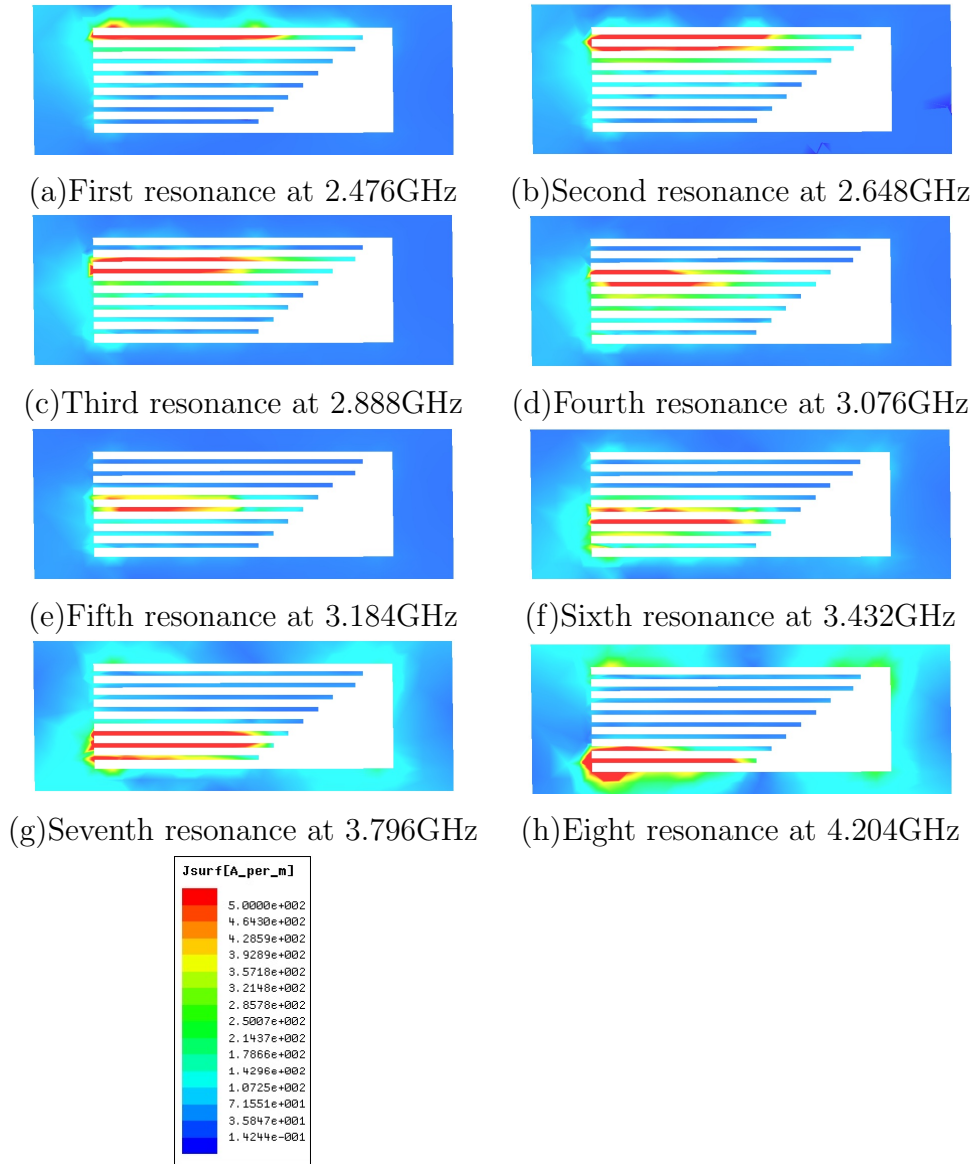 (a)First resonance at 2.476GHz
(b)Second resonance at 2.648GHz
(c)Third resonance at 2.888GHz
(d)Fourth resonance at 3.076GHz
(e)Fifth resonance at 3.184GHz
(f)Sixth resonance at 3.432GHz
(g)Seventh resonance at 3.796GHz
(h)Eight resonance at 4.204GHz
Jsurf[A_per_m]
5.0000e+002
4.6430e+002
4.2859e+002
3.9289e+002
3.5718e+002
3.2148e+002
2.8578e+002
2.5007e+002
2.1437e+002
1.7866e+002
1.4296e+002
1.0725e+002
7.1551e+001
3.5847e+001
1.4244e-001